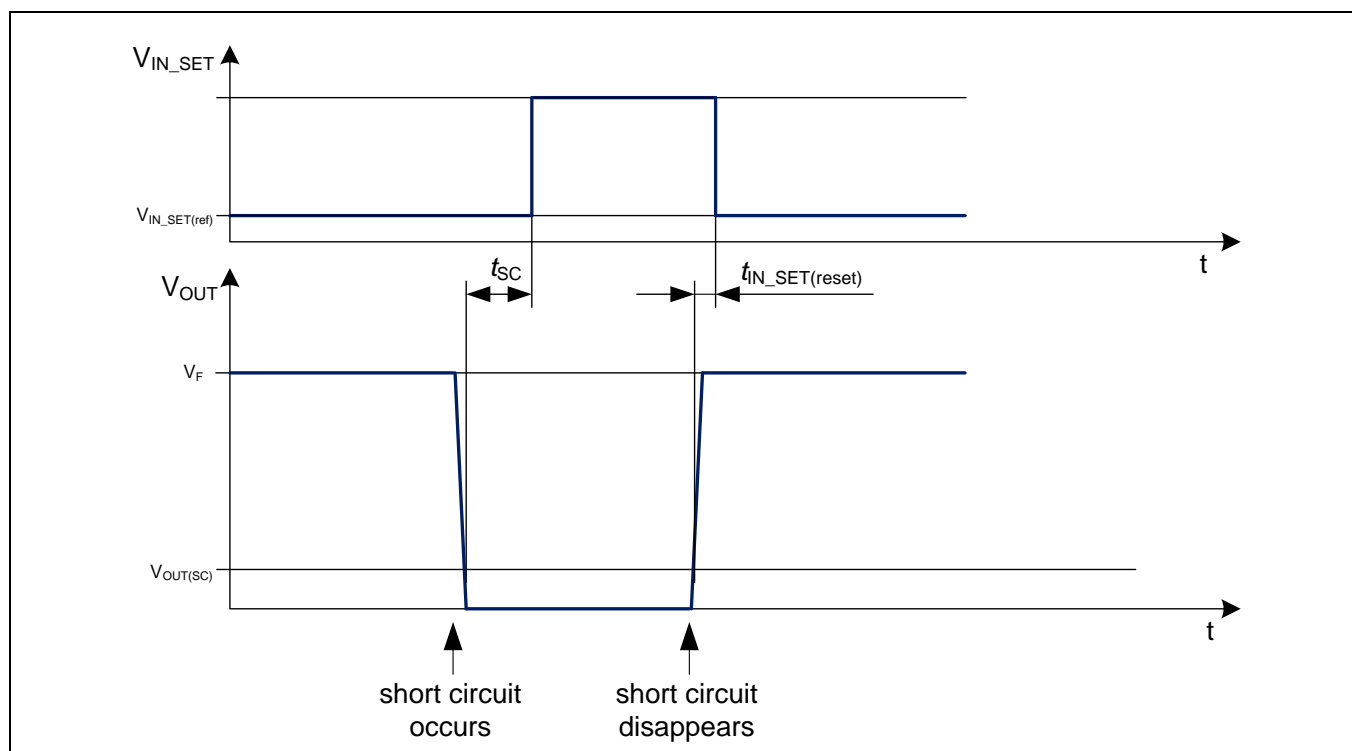 V_IN_SET
V_IN_SET(ref)
t
t_SC
t_IN_SET(reset)
V_OUT
V_F
V_OUT(SC)
t
short circuit
occurs
short circuit
disappears